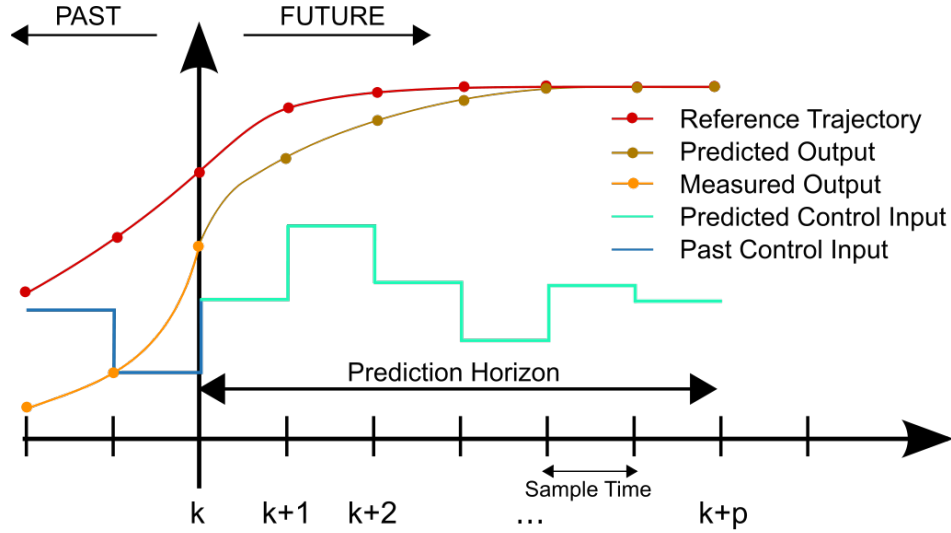 PAST
FUTURE
Reference Trajectory
Predicted Output
Measured Output
Predicted Control Input
Past Control Input
Prediction Horizon
Sample Time
k
k+1
k+2
...
k+p